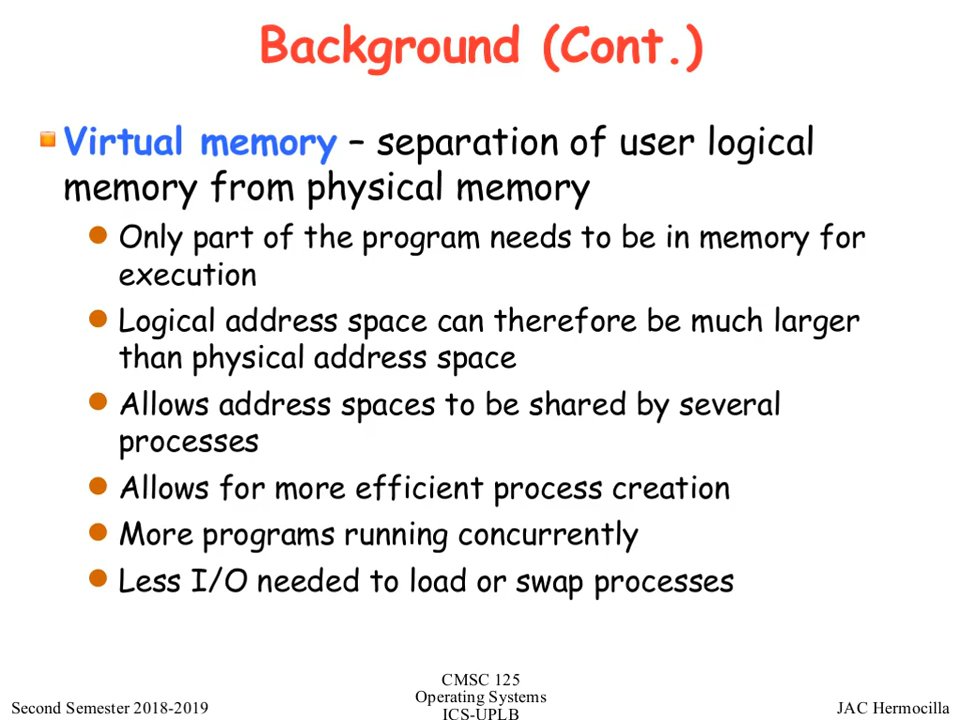 Background (Cont.)
Virtual memory – separation of user logical
memory from physical memory
Only part of the program needs to be in memory for
execution
Logical address space can therefore be much larger
than physical address space
Allows address spaces to be shared by several
processes
Allows for more efficient process creation
More programs running concurrently
Less I/O needed to load or swap processes
Second Semester 2018-2019
CMSC 125
Operating Systems
ICS-UPLB
JAC Hermocilla